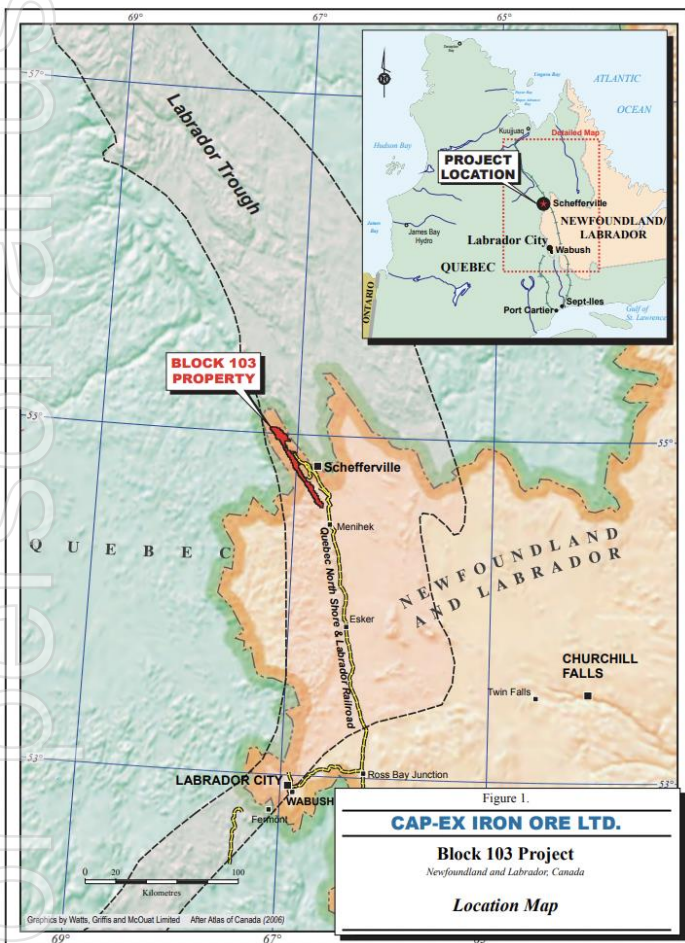 69°
67°
65°
57°
Labrador Trough
Hudson Bay
James Bay
Ungava Bay
Kuujjuaq
ATLANTIC
OCEAN
Detailed Map
PROJECT
LOCATION
Schefferville
NEWFOUNDLAND/
LABRADOR
James Bay
Hydro
Labrador City
Wabush
QUEBEC
ONTARIO
Sept-Iles
Port Cartier
Gulf of
St. Lawrence
BLOCK 103
PROPERTY
55°
55°
Schefferville
Menihek
QUEBEC
NEWFOUNDLAND
AND LABRADOR
Quebec North Shore & Labrador Railroad
Esker
CHURCHILL
FALLS
Twin Falls
53°
53°
LABRADOR CITY
Ross Bay Junction
WABUSH
Fermont
0 20 100
Kilometres
Graphics by Watts, Griffis and McOuat Limited After Atlas of Canada (2006)
69°
67°
Figure 1.
CAP-EX IRON ORE LTD.
Block 103 Project
Newfoundland and Labrador, Canada
Location Map